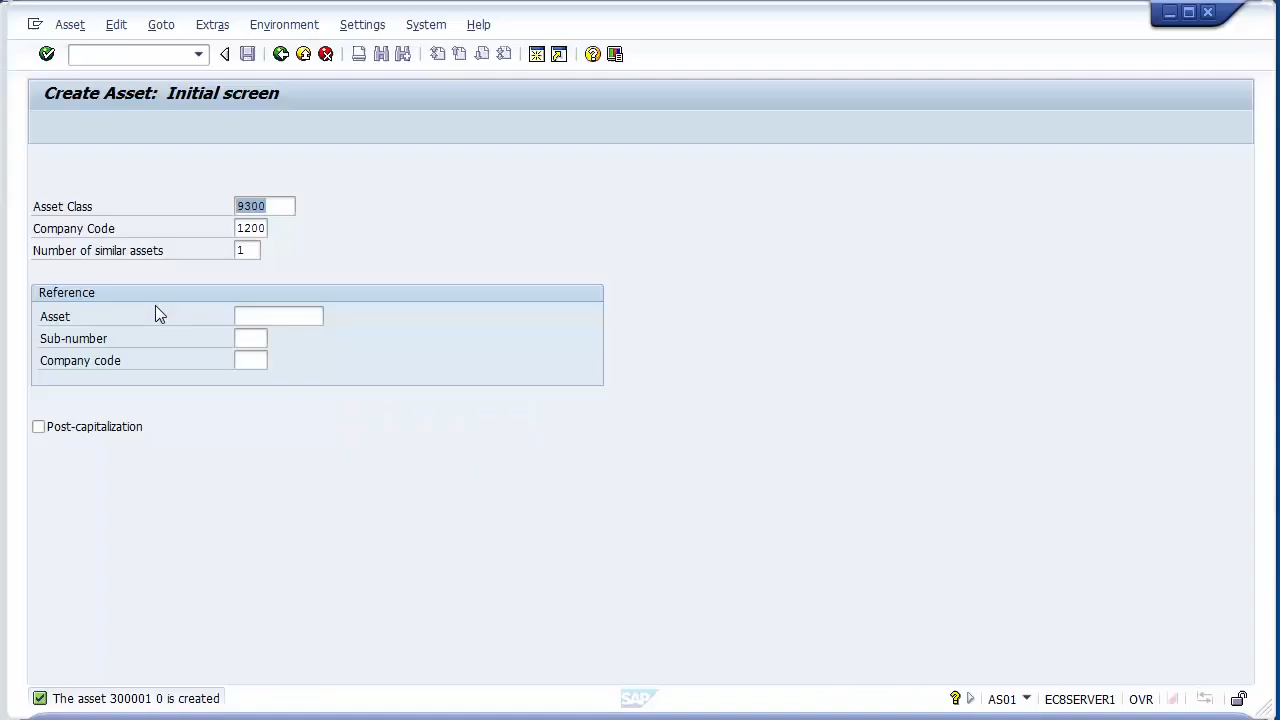 Asset Edit Goto Extras Environment Settings System Help
Create Asset: Initial screen
Asset Class 9300
Company Code 1200
Number of similar assets 1
Reference
Asset
Sub-number
Company code
Post-capitalization
The asset 300001 0 is created SAP AS01 EC8SERVER1 OVR